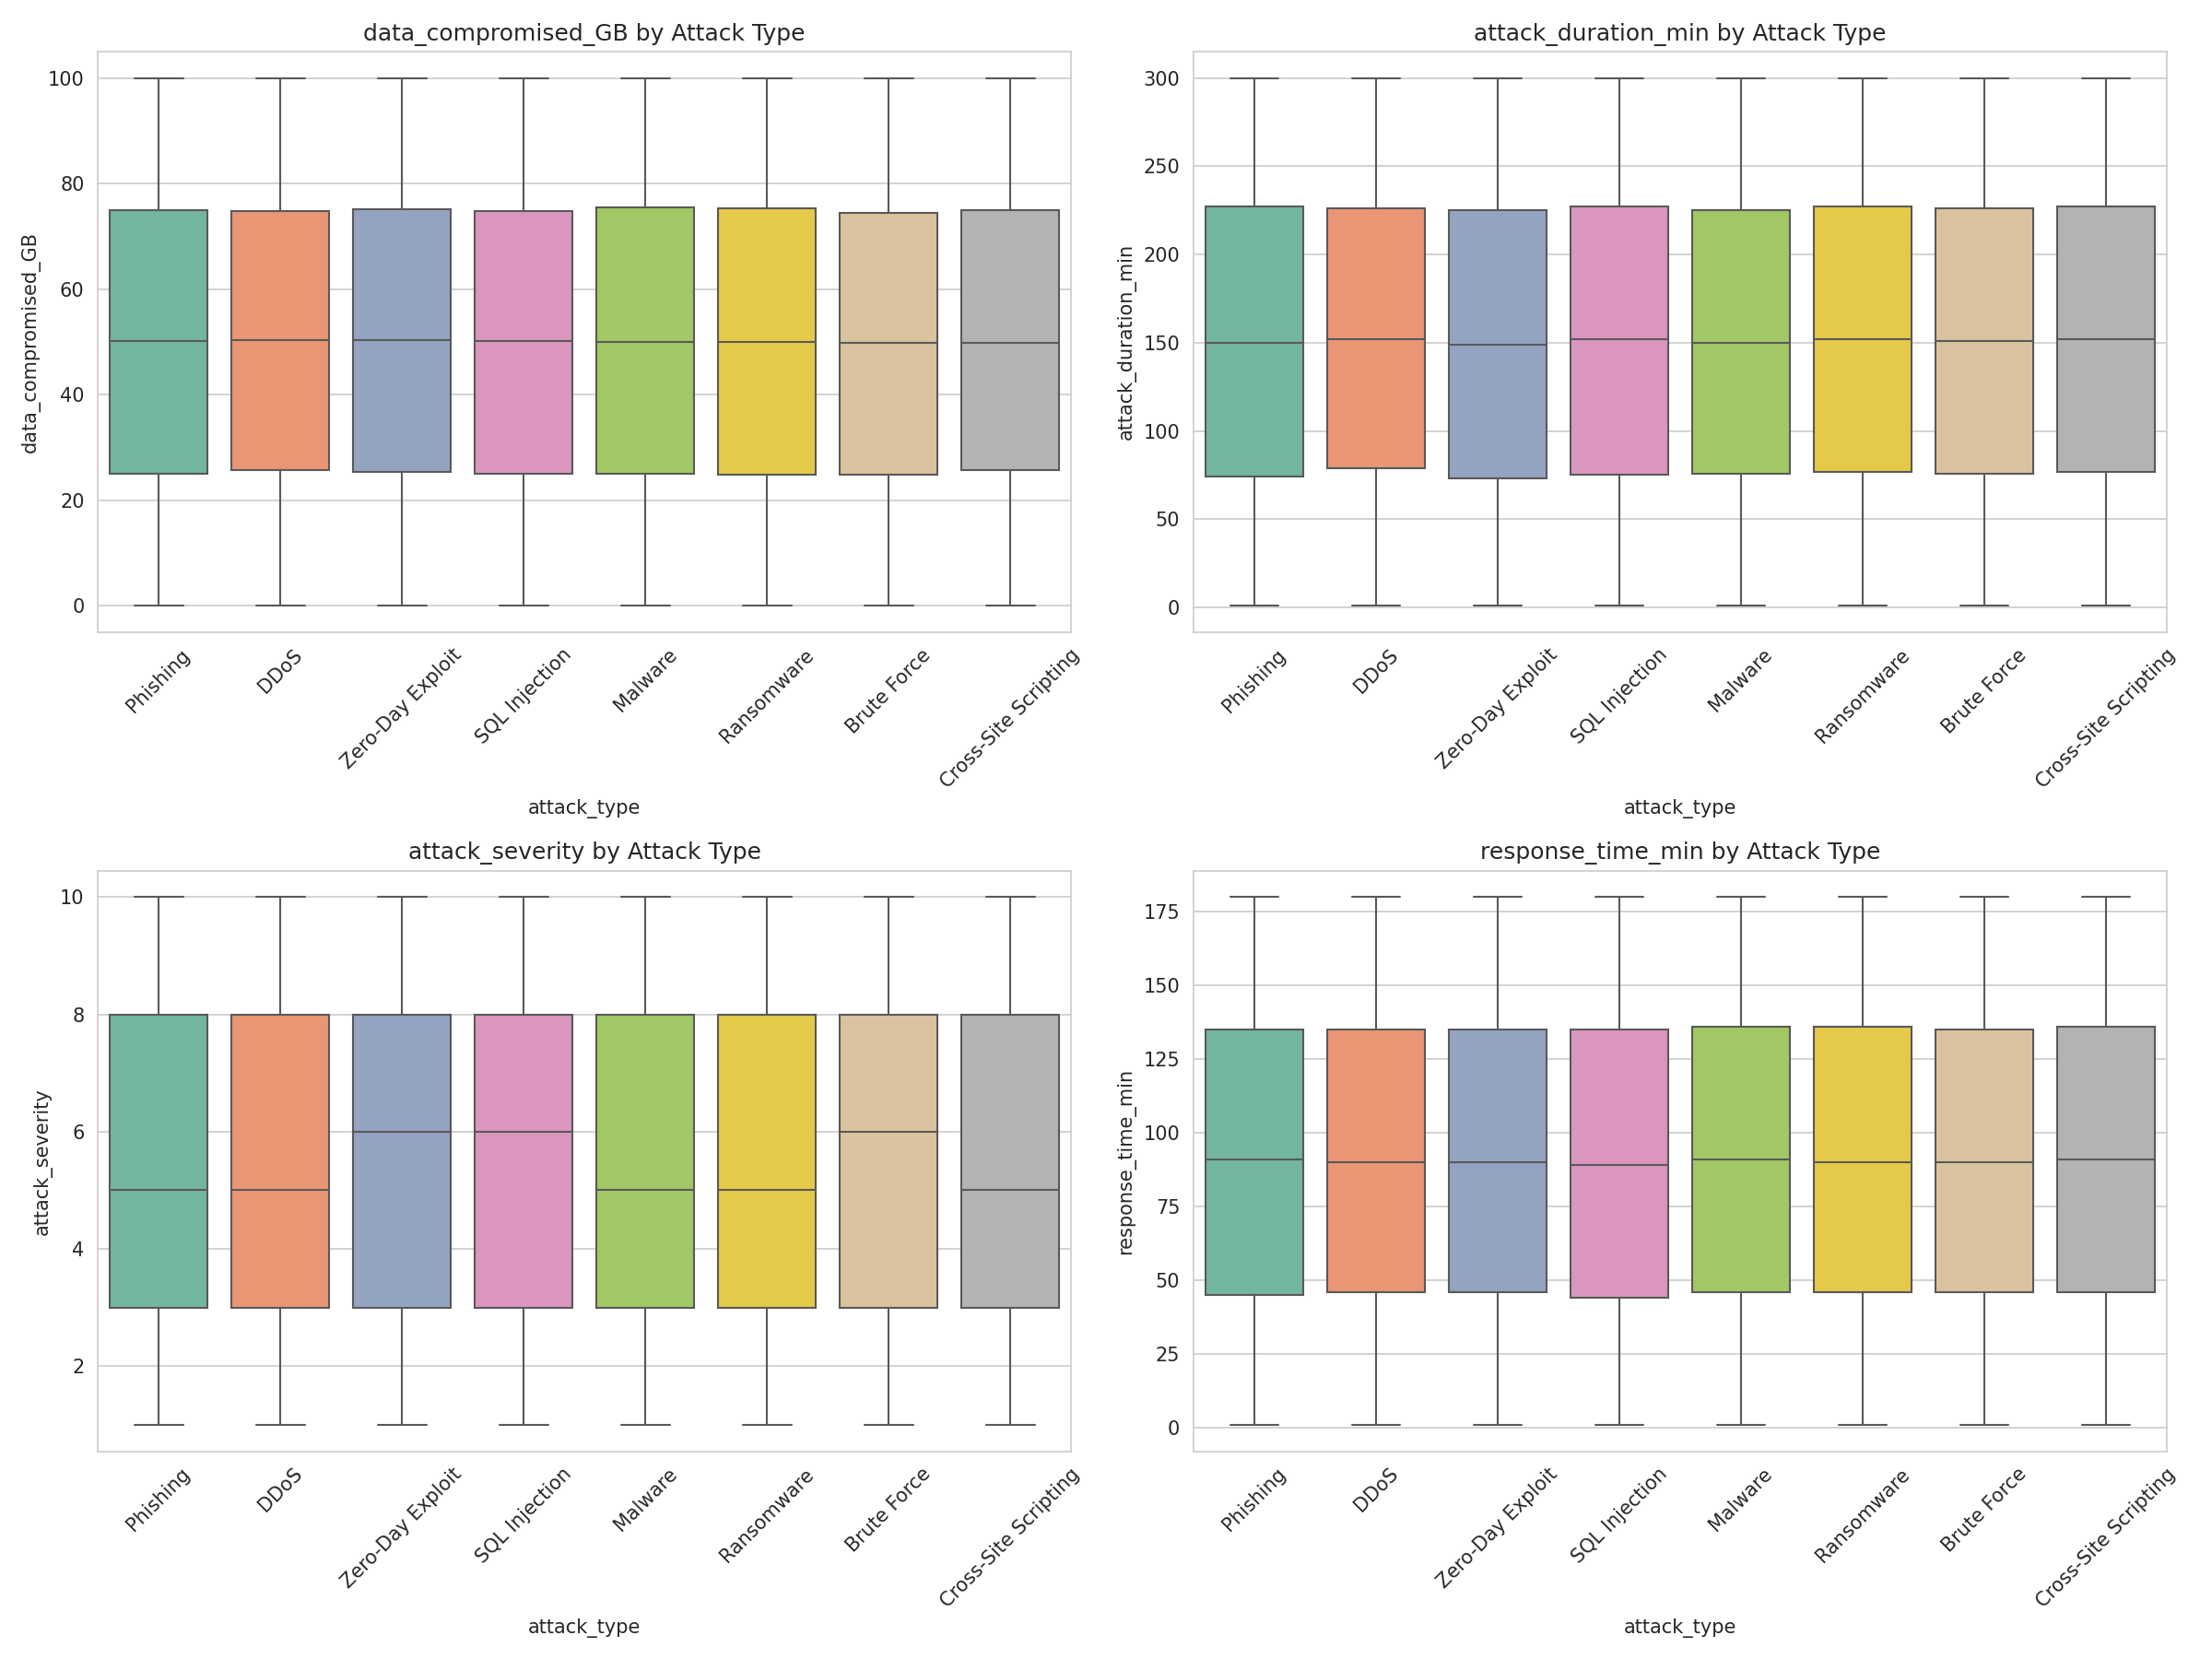 data_compromised_GB by Attack Type
data_compromised_GB
100
80
60
40
20
0
Phishing
DDoS
Zero-Day Exploit
SQL Injection
Malware
Ransomware
Brute Force
Cross-Site Scripting
attack_type
attack_duration_min by Attack Type
attack_duration_min
300
250
200
150
100
50
0
Phishing
DDoS
Zero-Day Exploit
SQL Injection
Malware
Ransomware
Brute Force
Cross-Site Scripting
attack_type
attack_severity by Attack Type
attack_severity
10
8
6
4
2
Phishing
DDoS
Zero-Day Exploit
SQL Injection
Malware
Ransomware
Brute Force
Cross-Site Scripting
attack_type
response_time_min by Attack Type
response_time_min
175
150
125
100
75
50
25
0
Phishing
DDoS
Zero-Day Exploit
SQL Injection
Malware
Ransomware
Brute Force
Cross-Site Scripting
attack_type